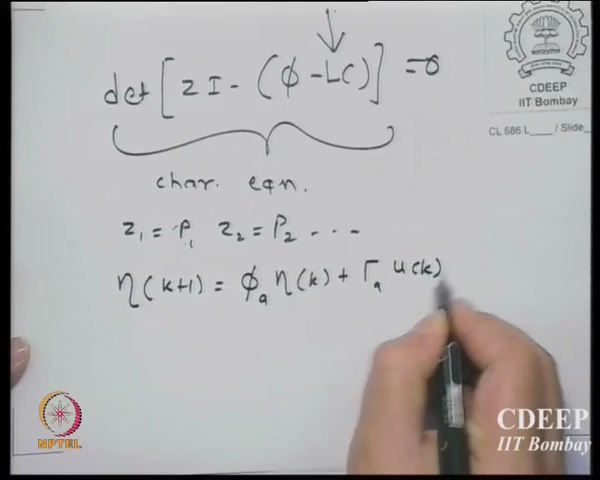 det [ZI - (φ - LC)] = 0
char. eqn.
z₁ = P₁ z₂ = P₂ ...
η(k+1) = φₐ η(k) + Γₐ u(k)
CDEEP
IIT Bombay
CL 686 L____ / Slide_
NPTEL
CDEEP
IIT Bombay